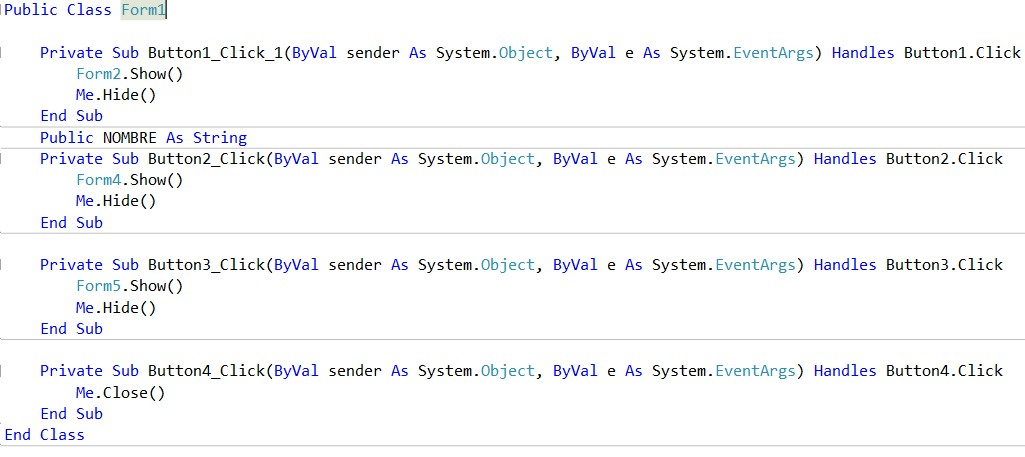 Public Class Form1
Private Sub Button1_Click_1(ByVal sender As System.Object, ByVal e As System.EventArgs) Handles Button1.Click
Form2.Show()
Me.Hide()
End Sub
Public NOMBRE As String
Private Sub Button2_Click(ByVal sender As System.Object, ByVal e As System.EventArgs) Handles Button2.Click
Form4.Show()
Me.Hide()
End Sub
Private Sub Button3_Click(ByVal sender As System.Object, ByVal e As System.EventArgs) Handles Button3.Click
Form5.Show()
Me.Hide()
End Sub
Private Sub Button4_Click(ByVal sender As System.Object, ByVal e As System.EventArgs) Handles Button4.Click
Me.Close()
End Sub
End Class